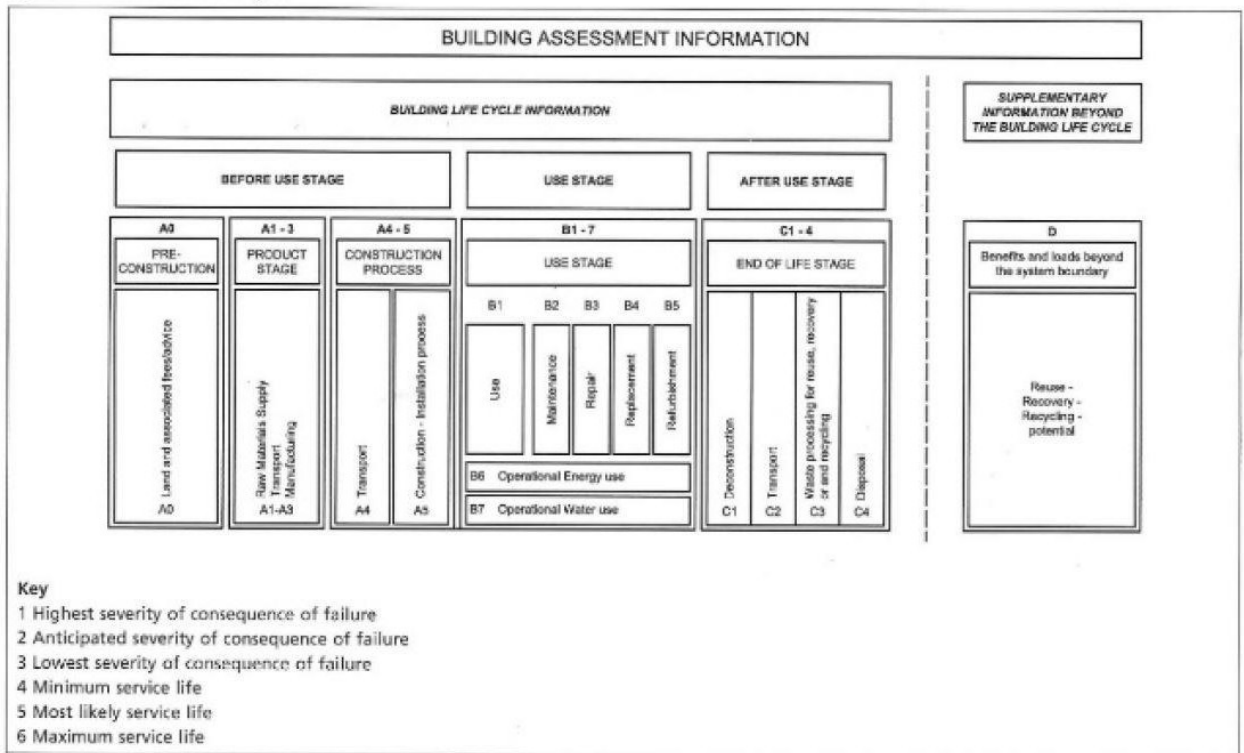 BUILDING ASSESSMENT INFORMATION
BUILDING LIFE CYCLE INFORMATION
SUPPLEMENTARY
INFORMATION BEYOND
THE BUILDING LIFE CYCLE
BEFORE USE STAGE
USE STAGE
AFTER USE STAGE
A0
PRE-
CONSTRUCTION
Land and associated fees/advice
A0
A1 - 3
PRODUCT
STAGE
Raw Materials Supply
Transport
Manufacturing
A1-A3
A4 - 5
CONSTRUCTION
PROCESS
Transport
A4
Construction - Installation process
A5
B1 - 7
USE STAGE
B1
Use
B2
Maintenance
B3
Repair
B4
Replacement
B5
Refurbishment
B6 Operational Energy use
B7 Operational Water use
C1 - 4
END OF LIFE STAGE
Deconstruction
C1
Transport
C2
Waste processing for reuse, recovery
or and recycling
C3
Disposal
C4
D
Benefits and loads beyond
the system boundary
Reuse -
Recovery -
Recycling -
potential
Key
1 Highest severity of consequence of failure
2 Anticipated severity of consequence of failure
3 Lowest severity of consequence of failure
4 Minimum service life
5 Most likely service life
6 Maximum service life